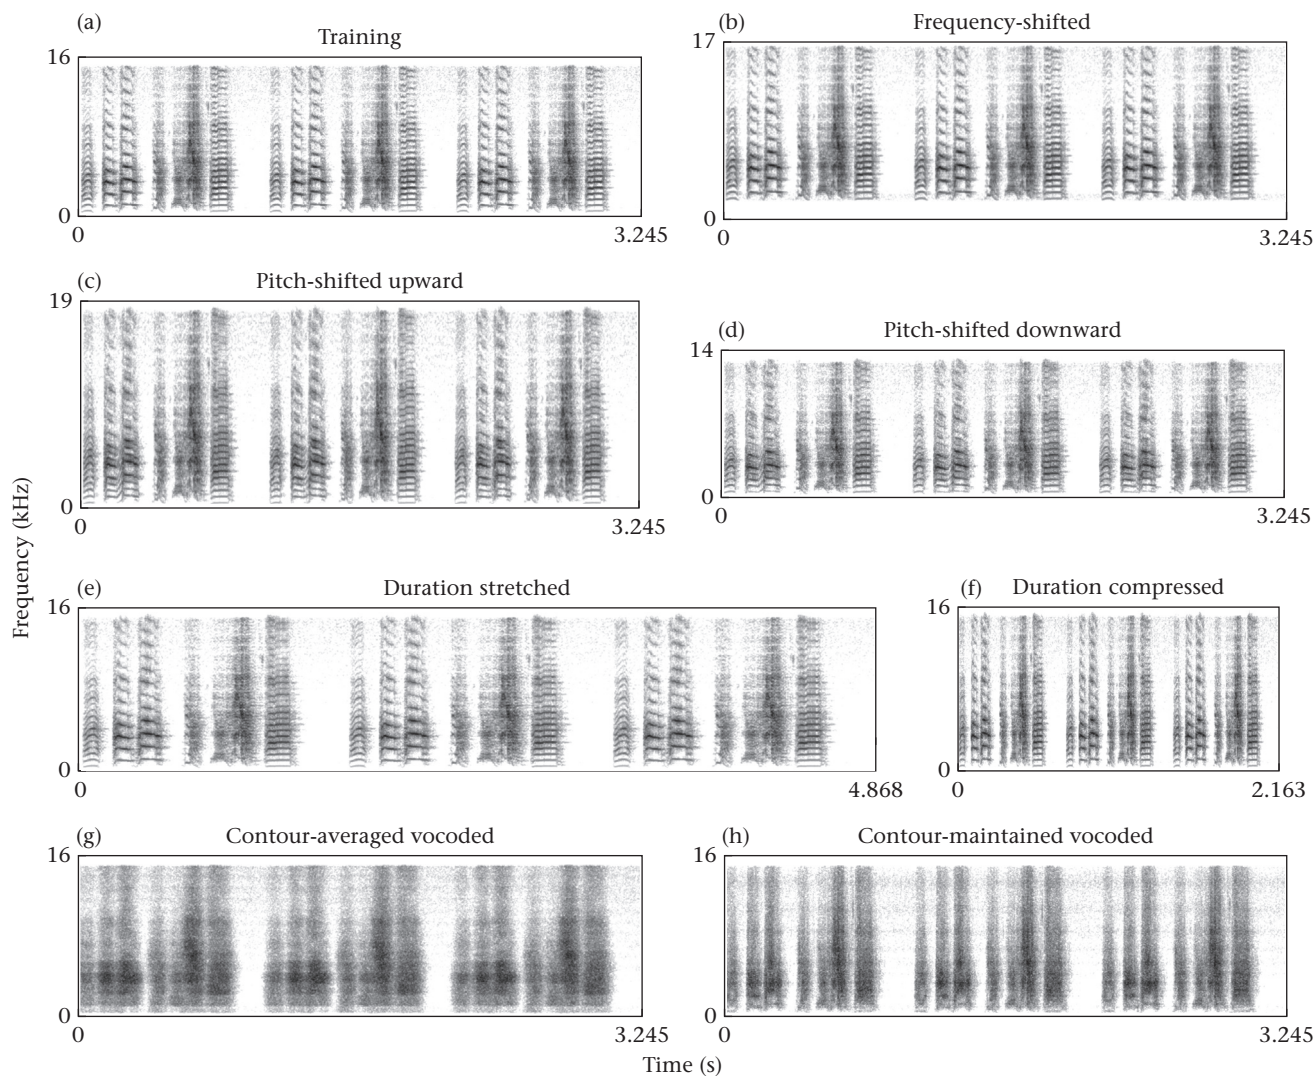 (a)
Training
16
0
0
3.245
(b)
Frequency-shifted
17
0
0
3.245
(c)
Pitch-shifted upward
19
0
0
3.245
(d)
Pitch-shifted downward
14
0
0
3.245
Frequency (kHz)
(e)
Duration stretched
16
0
0
4.868
(f)
Duration compressed
16
0
0
2.163
(g)
Contour-averaged vocoded
16
0
0
3.245
(h)
Contour-maintained vocoded
16
0
0
3.245
Time (s)